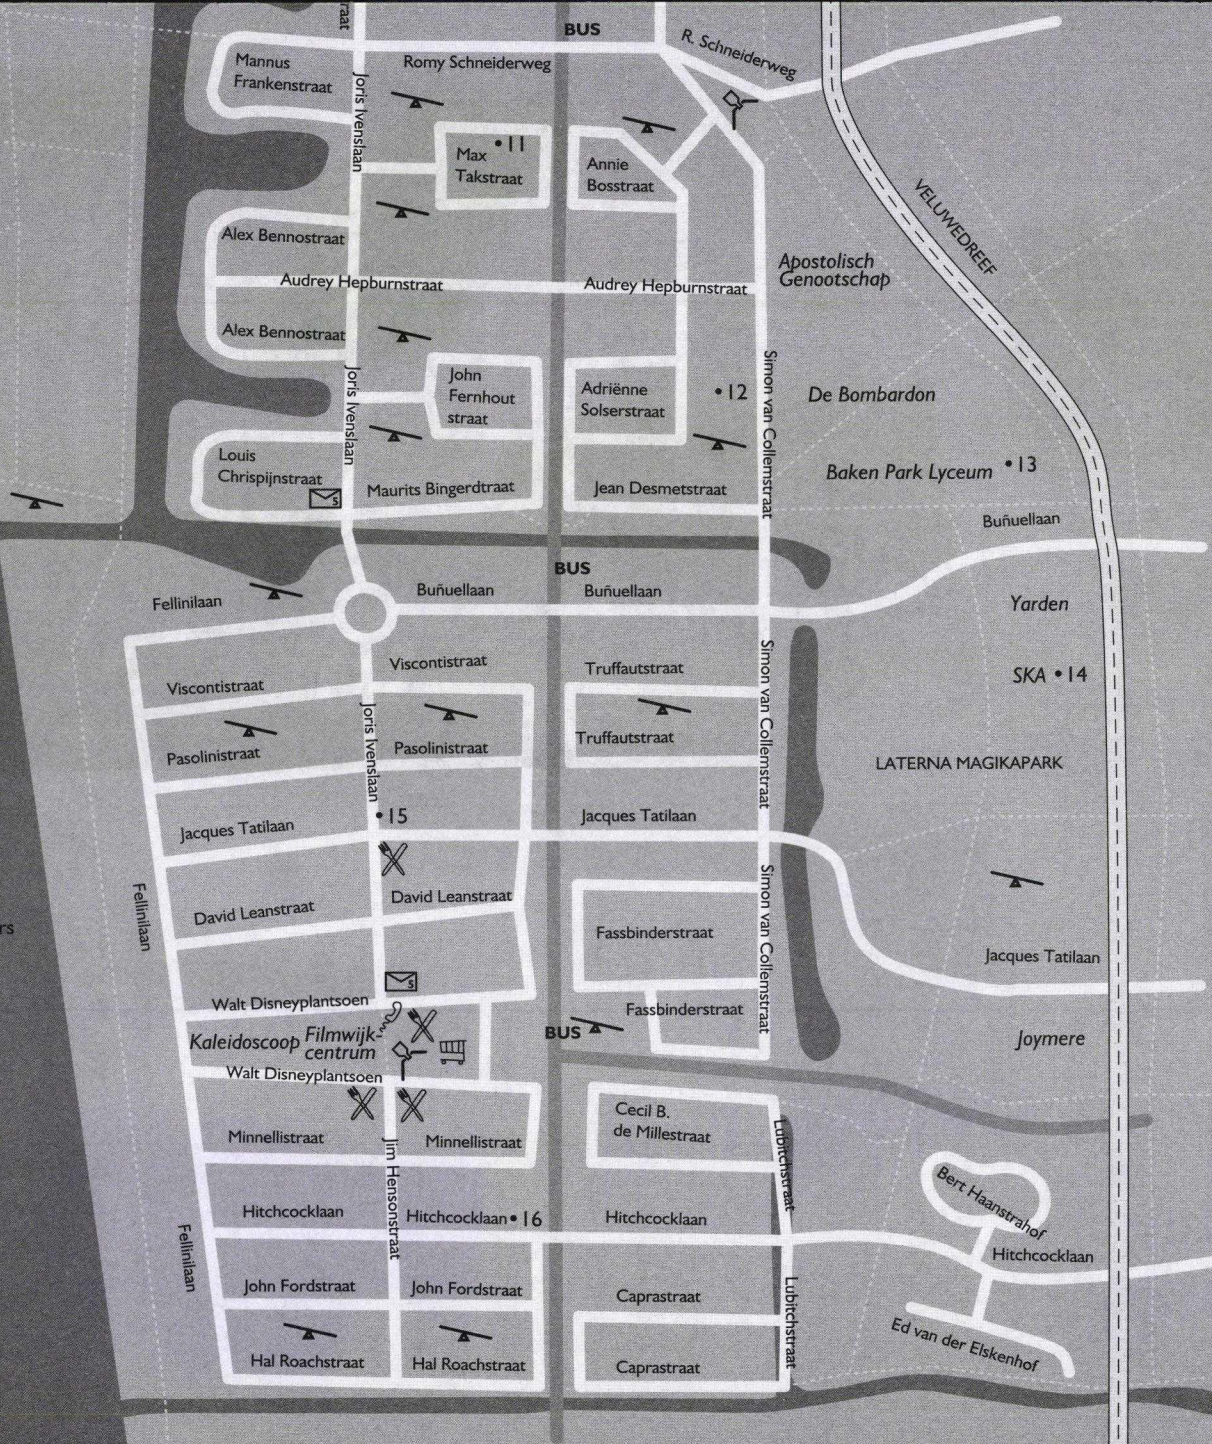 raat
BUS
R. Schneiderweg
Mannus
Frankenstraat
Romy Schneiderweg
Joris Ivenslaan
11
Max
Takstraat
Annie
Bosstraat
VELUWEDREEF
Alex Bennostraat
Apostolisch
Genootschap
Audrey Hepburnstraat
Audrey Hepburnstraat
Alex Bennostraat
Joris Ivenslaan
John
Fernhout
straat
Adriënne
Solserstraat
12
Simon van Collemstraat
De Bombardon
Louis
Chrispijnstraat
Baken Park Lyceum
13
S
Maurits Bingerdtraat
Jean Desmetstraat
Buñuellaan
BUS
Fellinilaan
Buñuellaan
Buñuellaan
Yarden
Viscontistraat
Viscontistraat
Truffautstraat
Simon van Collemstraat
SKA
14
Joris Ivenslaan
Pasolinistraat
Pasolinistraat
Truffautstraat
LATERNA MAGIKAPARK
15
Jacques Tatilaan
Jacques Tatilaan
Fellinilaan
David Leanstraat
David Leanstraat
Simon van Collemstraat
rs
Fassbinderstraat
Jacques Tatilaan
S
Walt Disneyplantsoen
Fassbinderstraat
Kaleidoscoop
Filmwijk-
centrum
BUS
Joymere
Walt Disneyplantsoen
Cecil B.
de Millestraat
Minnellistraat
Minnellistraat
Jim Hensonstraat
Lubitchstraat
Bert Haanstrahof
Hitchcocklaan
Hitchcocklaan
16
Hitchcocklaan
Hitchcocklaan
Fellinilaan
John Fordstraat
John Fordstraat
Caprastraat
Lubitchstraat
Ed van der Elskenhof
Hal Roachstraat
Hal Roachstraat
Caprastraat